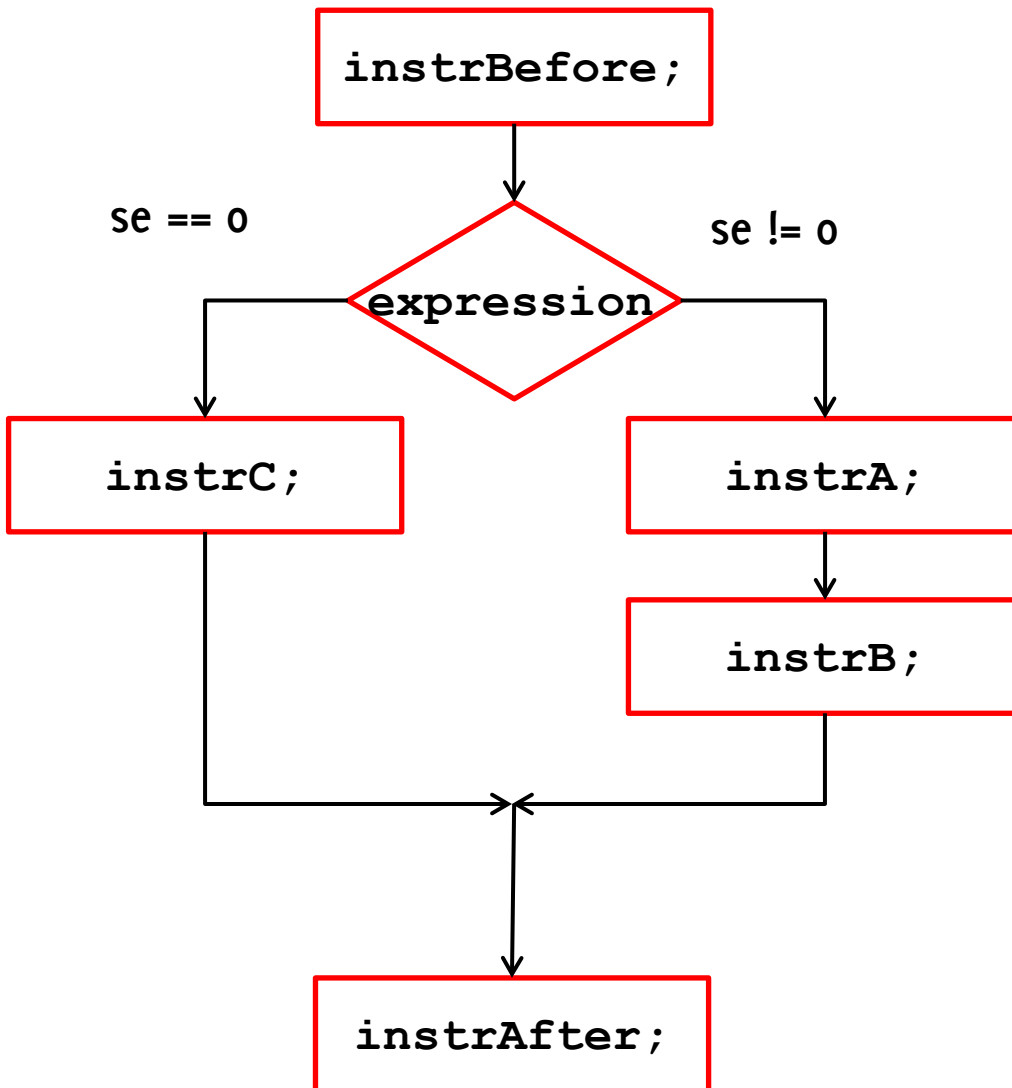 instrBefore;
se == 0
se != 0
expression
instrC;
instrA;
instrB;
instrAfter;